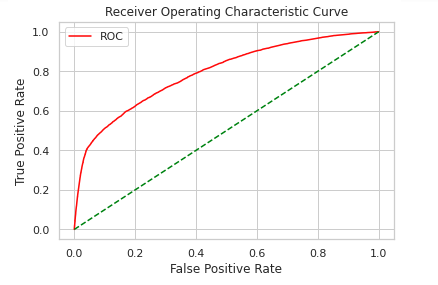 Receiver Operating Characteristic Curve
ROC
True Positive Rate
1.0
0.8
0.6
0.4
0.2
0.0
0.0 0.2 0.4 0.6 0.8 1.0
False Positive Rate